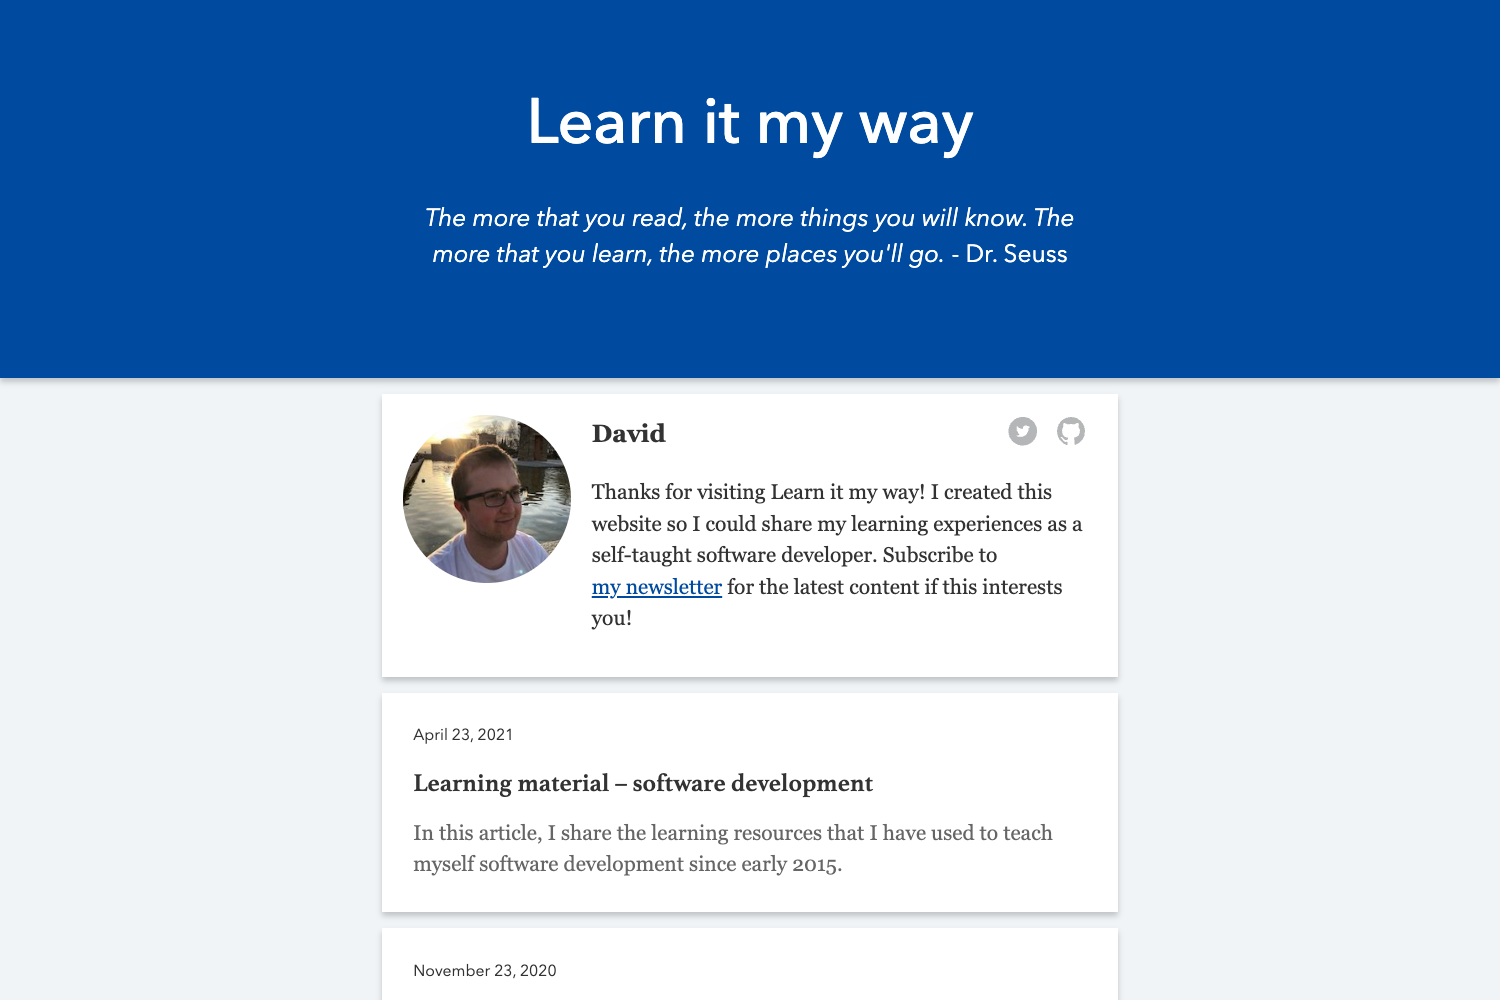 Learn it my way
The more that you read, the more things you will know. The
more that you learn, the more places you'll go. - Dr. Seuss
David
Thanks for visiting Learn it my way! I created this
website so I could share my learning experiences as a
self-taught software developer. Subscribe to
my newsletter for the latest content if this interests
you!
April 23, 2021
Learning material – software development
In this article, I share the learning resources that I have used to teach
myself software development since early 2015.
November 23, 2020